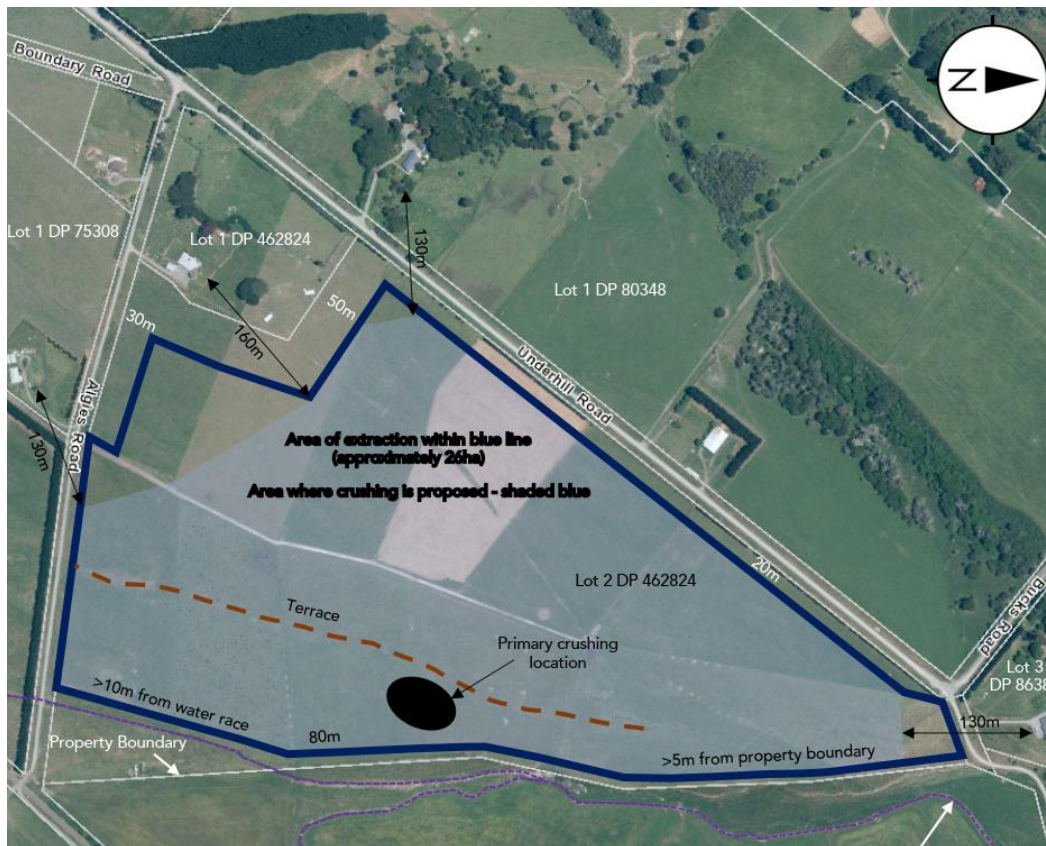 Boundary Road
N
Lot 1 DP 75308
Lot 1 DP 462824
130m
Lot 1 DP 80348
30m
50m
160m
Underhill Road
Algies Road
130m
Area of extraction within blue line
(approximately 26ha)
Area where crushing is proposed - shaded blue
20m
Lot 2 DP 462824
Bucks Road
Terrace
Primary crushing
location
Lot 3
DP 8638
>10m from water race
80m
130m
Property Boundary
>5m from property boundary